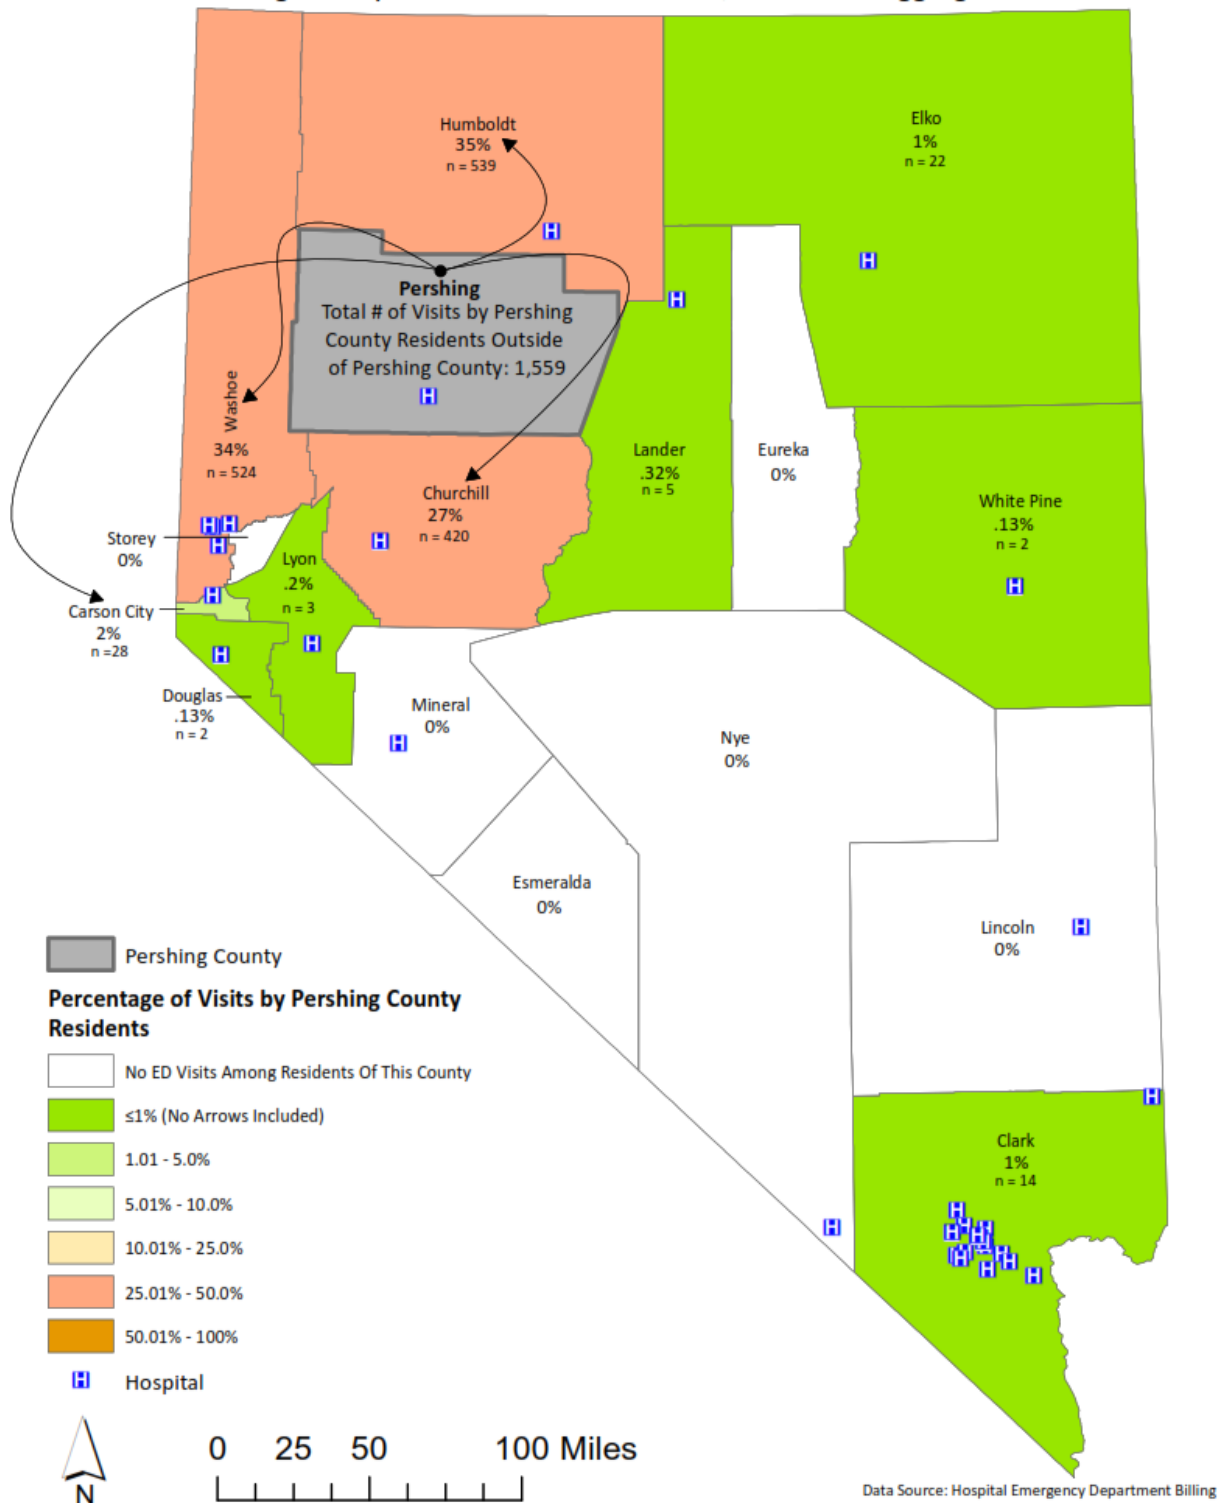 Humboldt
35%
n = 539
Elko
1%
n = 22
Pershing
Total # of Visits by Pershing
County Residents Outside
of Pershing County: 1,559
Washoe
34%
n = 524
Churchill
27%
n = 420
Lander
.32%
n = 5
Eureka
0%
White Pine
.13%
n = 2
Storey
0%
Lyon
.2%
n = 3
Carson City
2%
n =28
Douglas
.13%
n = 2
Mineral
0%
Nye
0%
Esmeralda
0%
Lincoln
0%
Clark
1%
n = 14
Pershing County
Percentage of Visits by Pershing County
Residents
No ED Visits Among Residents Of This County
≤1% (No Arrows Included)
1.01 - 5.0%
5.01% - 10.0%
10.01% - 25.0%
25.01% - 50.0%
50.01% - 100%
H Hospital
N
0 25 50 100 Miles
Data Source: Hospital Emergency Department Billing